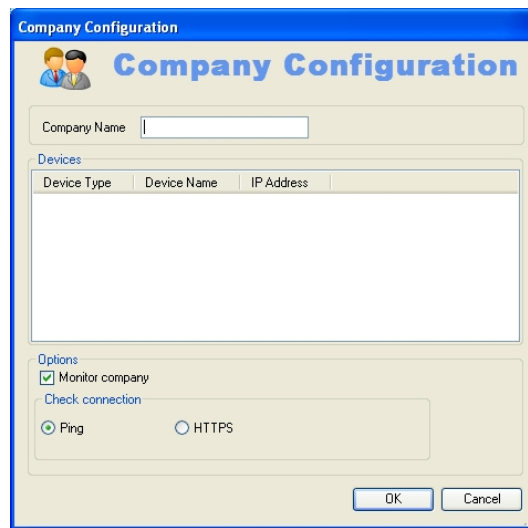 Company Configuration
Company Configuration
Company Name
Devices
Device Type Device Name IP Address
Options
Monitor company
Check connection
Ping HTTPS
OK Cancel